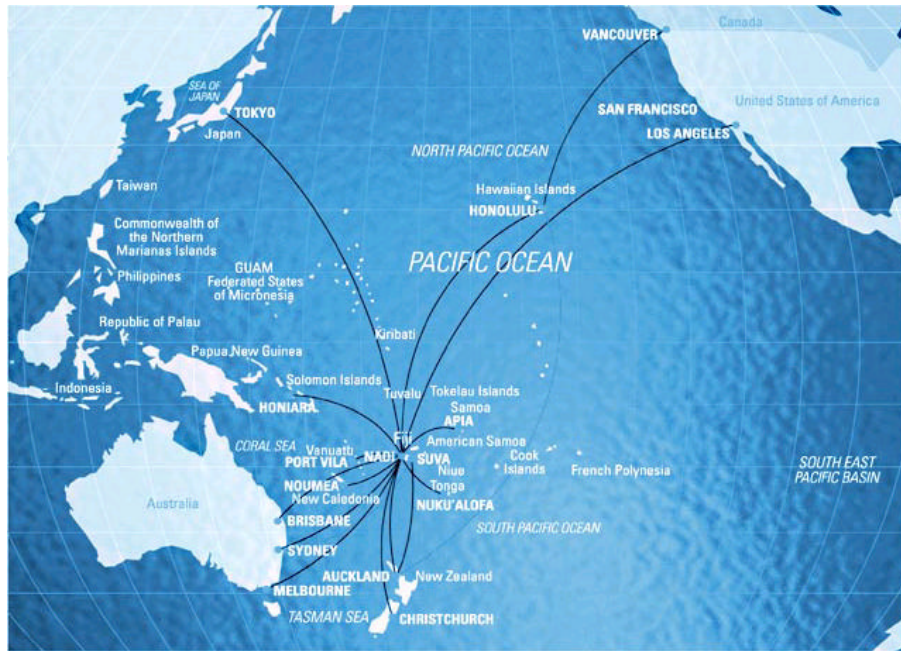 Canada
VANCOUVER
SEA OF
JAPAN
TOKYO
Japan
SAN FRANCISCO
United States of America
LOS ANGELES
NORTH PACIFIC OCEAN
Taiwan
Hawaiian Islands
HONOLULU
Commonwealth of
the Northern
Marianas Islands
PACIFIC OCEAN
Philippines
GUAM
Federated States
of Micronesia
Republic of Palau
Kiribati
Papua New Guinea
Indonesia
Solomon Islands
HONIARA
Tuvalu
Tokelau Islands
Samoa
APIA
Fiji
American Samoa
CORAL SEA
Vanuatu
PORT VILA
NADI
SUVA
Niue
Cook
Islands
French Polynesia
SOUTH EAST
PACIFIC BASIN
NOUMEA
New Caledonia
Tonga
NUKU'ALOFA
Australia
BRISBANE
SOUTH PACIFIC OCEAN
SYDNEY
AUCKLAND
New Zealand
MELBOURNE
TASMAN SEA
CHRISTCHURCH